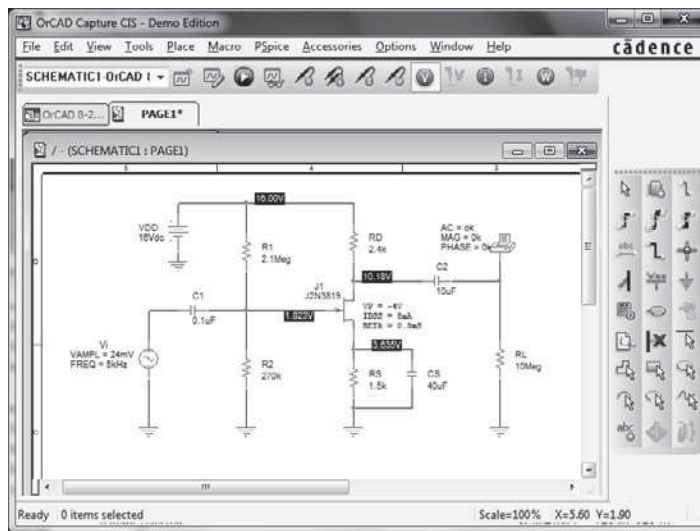 OrCAD Capture CIS - Demo Edition
File Edit View Tools Place Macro PSpice Accessories Options Window Help
cādence
SCHEMATIC1-OrCAD I
OrCAD 8-2...
PAGE1*
/ - (SCHEMATIC1 : PAGE1)
16.00V
VDD
16Vdc
R1
2.1Meg
RD
2.4k
AC = ok
MAG = 0k
PHASE = 0k
10.18V
C2
10uF
J1
J2N3819
C1
0.1uF
1.823V
VP = -4V
IDSS = 8mA
BETA = 0.5mS
Vi
VAMPL = 24mV
FREQ = 5kHz
3.635V
R2
270k
RS
1.5k
CS
40uF
RL
10Meg
Ready 0 items selected
Scale=100% X=5.60 Y=1.90